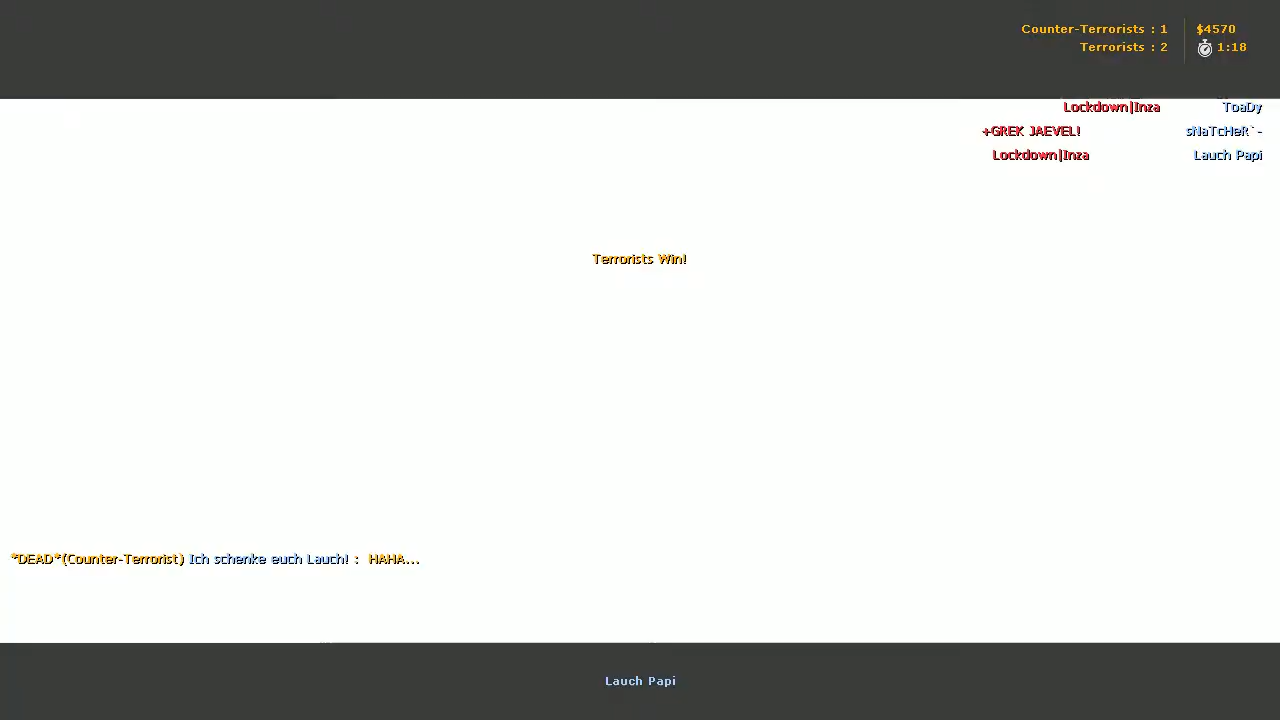 Counter-Terrorists : 1 $4570
Terrorists : 2 1:18
Lockdown|Inza ToaDy
+GREK JAEVEL! sNaTcHeR`-
Lockdown|Inza Lauch Papi
Terrorists Win!
*DEAD*(Counter-Terrorist) Ich schenke euch Lauch! : HAHA...
Lauch Papi